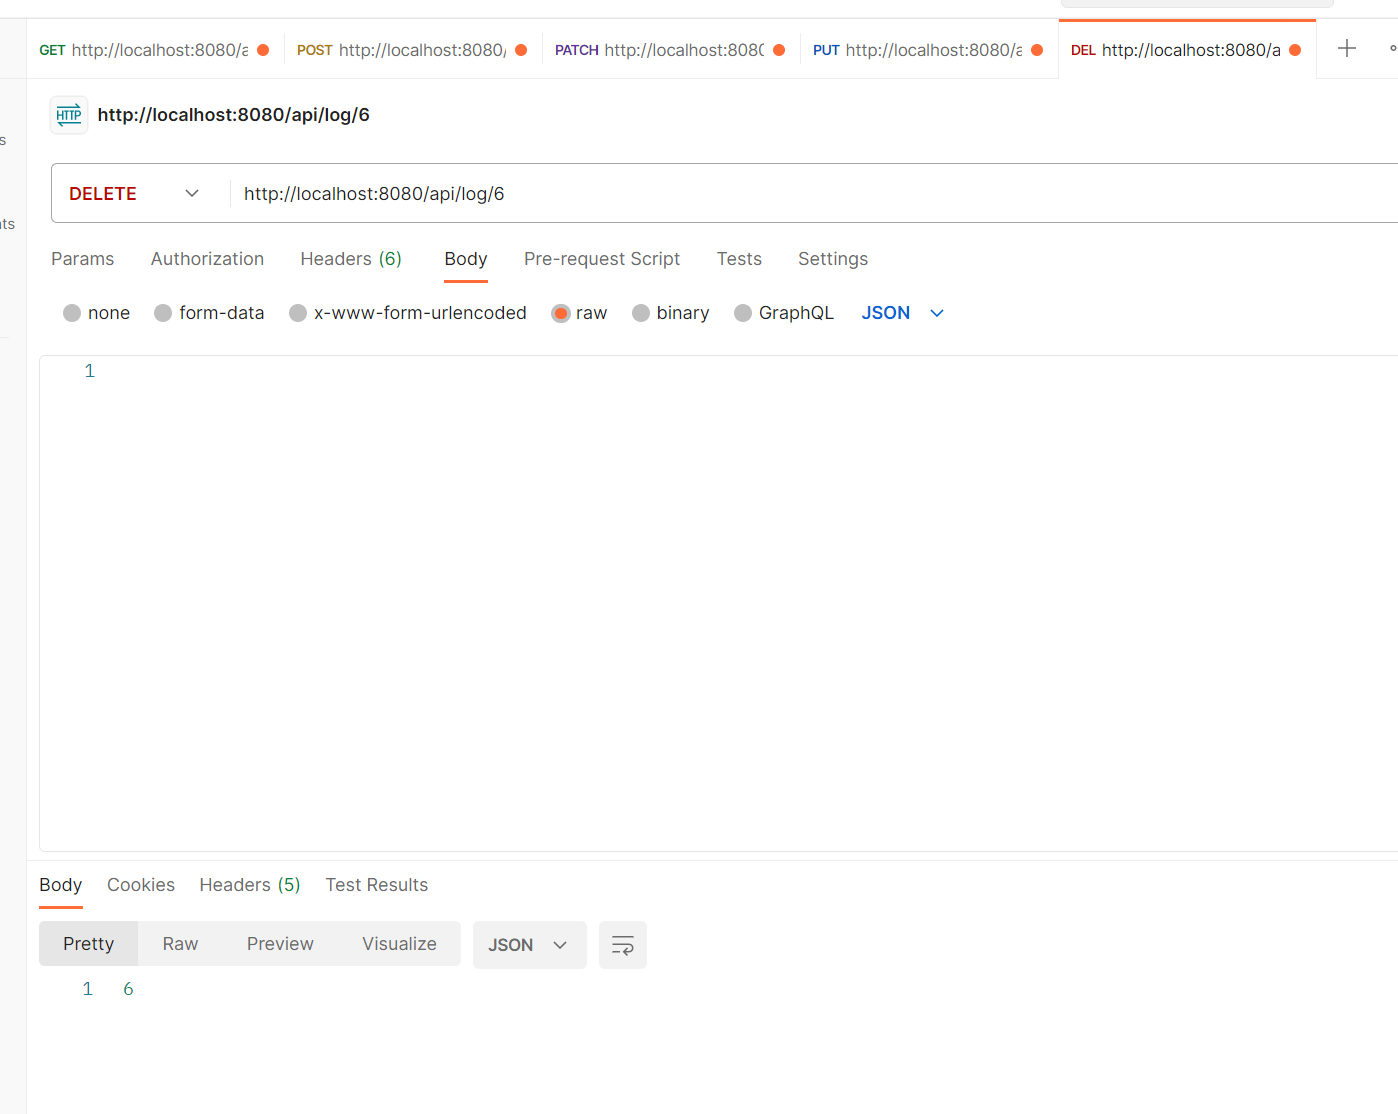 GET http://localhost:8080/a POST http://localhost:8080/ PATCH http://localhost:808 PUT http://localhost:8080/a DEL http://localhost:8080/a
HTTP http://localhost:8080/api/log/6
s
DELETE http://localhost:8080/api/log/6
nts
Params Authorization Headers (6) Body Pre-request Script Tests Settings
none form-data x-www-form-urlencoded raw binary GraphQL JSON
1
Body Cookies Headers (5) Test Results
Pretty Raw Preview Visualize JSON
1 6